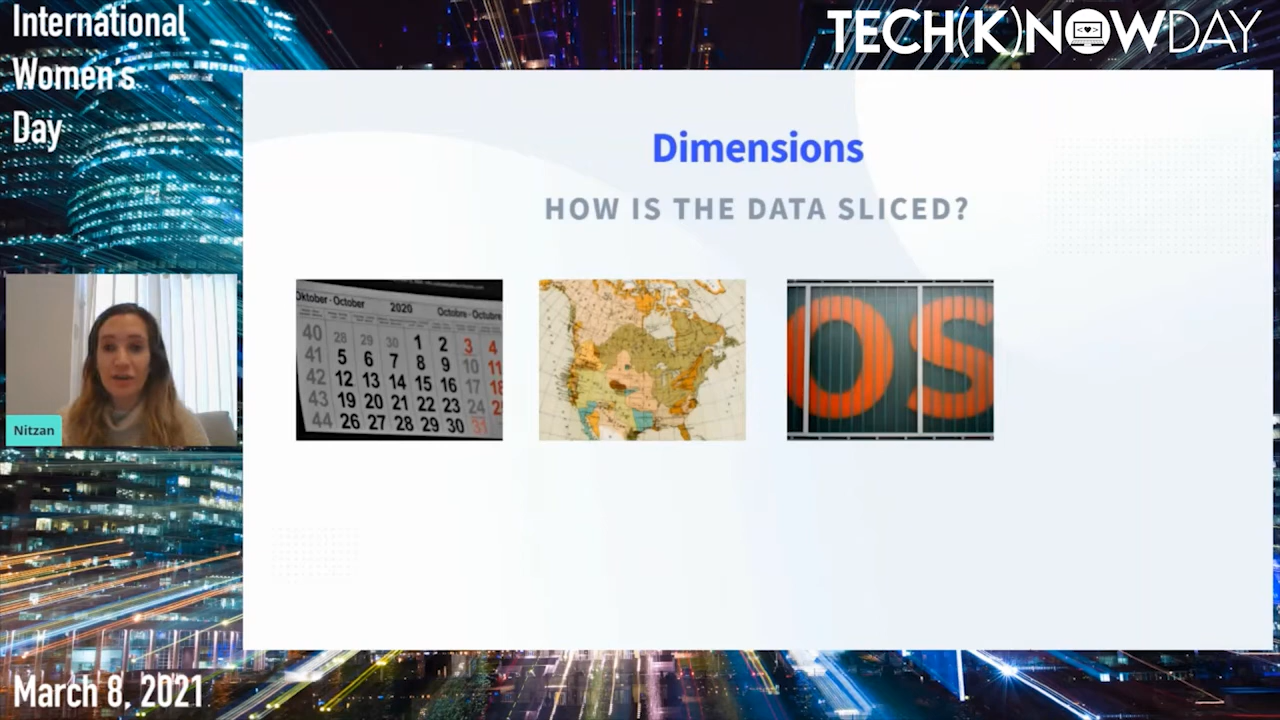 International
Women's
Day
TECH(K)NOWDAY
Dimensions
HOW IS THE DATA SLICED?
Oktober - October 2020 Octobre - Octubre
40 28 29 30 1 2 3 4
41 5 6 7 8 9 10 11
42 12 13 14 15 16 17 18
43 19 20 21 22 23 24 25
44 26 27 28 29 30 31
OS
Nitzan
March 8, 2021